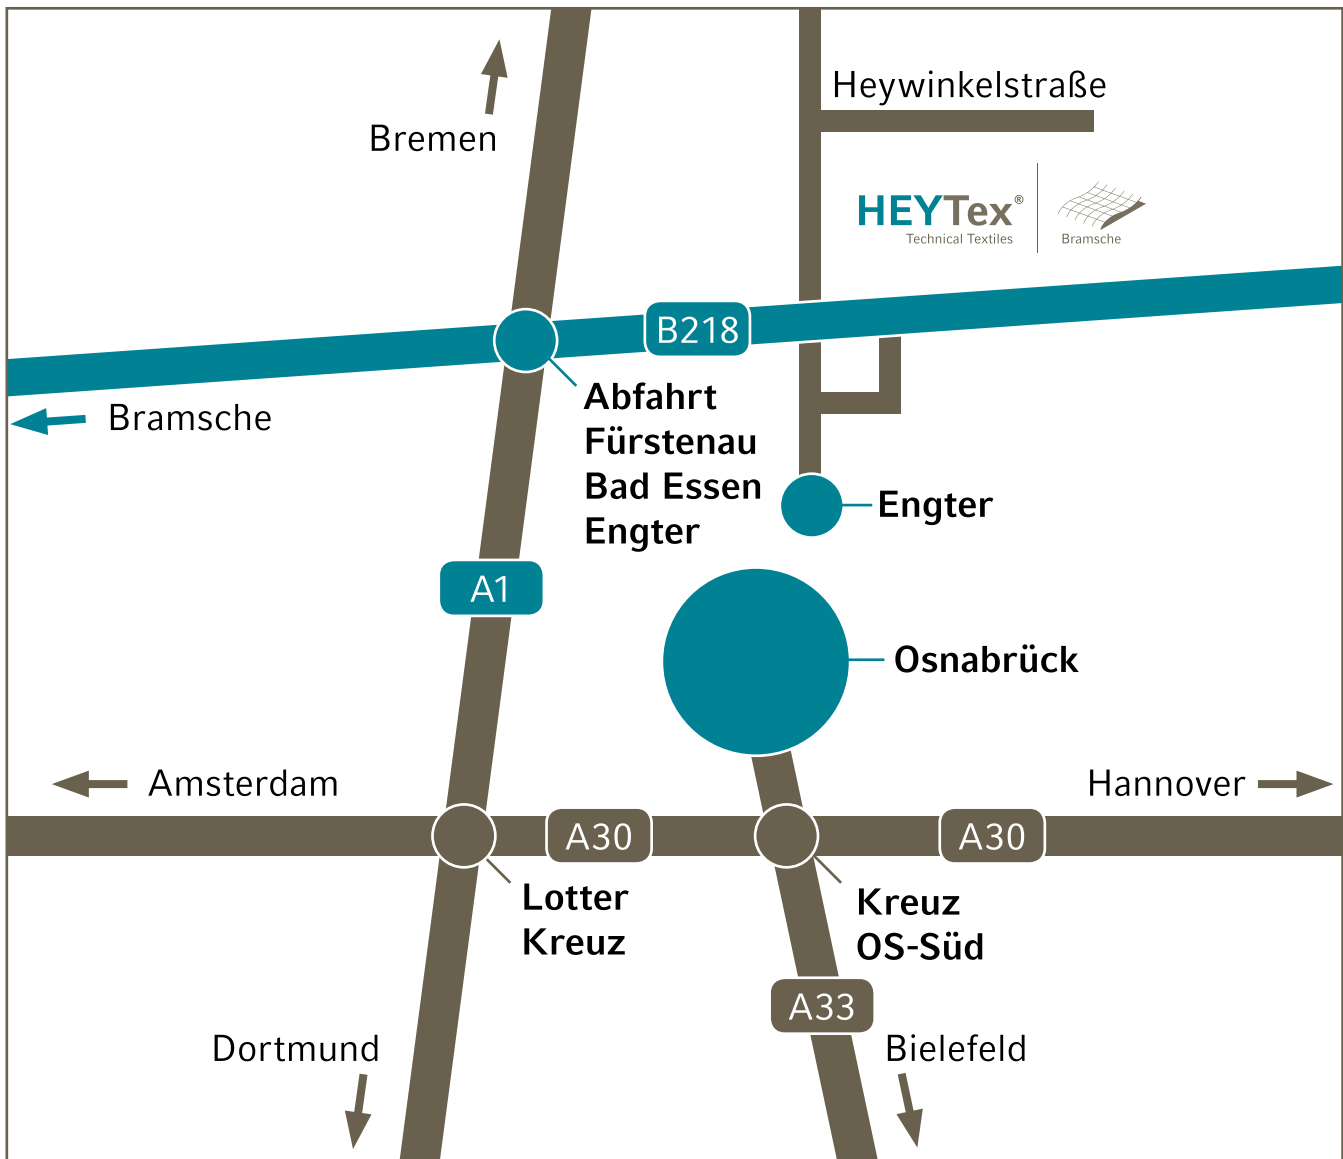 Heywinkelstraße
Bremen
HEYTex®
Technical Textiles
Bramsche
B218
Abfahrt
Fürstenau
Bad Essen
Engter
Bramsche
Engter
A1
Osnabrück
Amsterdam
Hannover
A30
A30
Lotter
Kreuz
Kreuz
OS-Süd
A33
Dortmund
Bielefeld